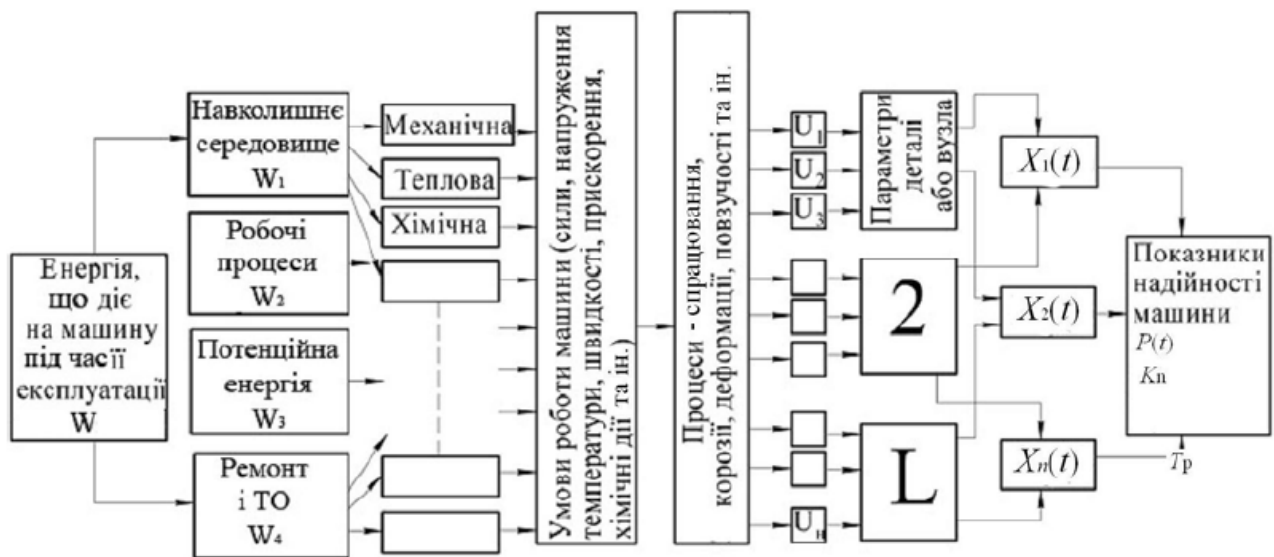 Енергія,
що діє
на машину
під часії
експлуатації
W
Навколишнє
середовище
W₁
Робочі
процеси
W₂
Потенційна
енергія
W₃
Ремонт
і ТО
W₄
Механічна
Теплова
Хімічна
Умови роботи машини (сили, напруження
температури, швидкості, прискорення,
хімічні дії та ін.)
Процеси - спрацювання,
корозії, деформації, повзучості та ін.
U₁
U₂
U₃
Uн
Параметри
деталі
або вузла
2
L
X₁(t)
X₂(t)
Xₙ(t)
Показники
надійності
машини
P(t)
Kп
Tр